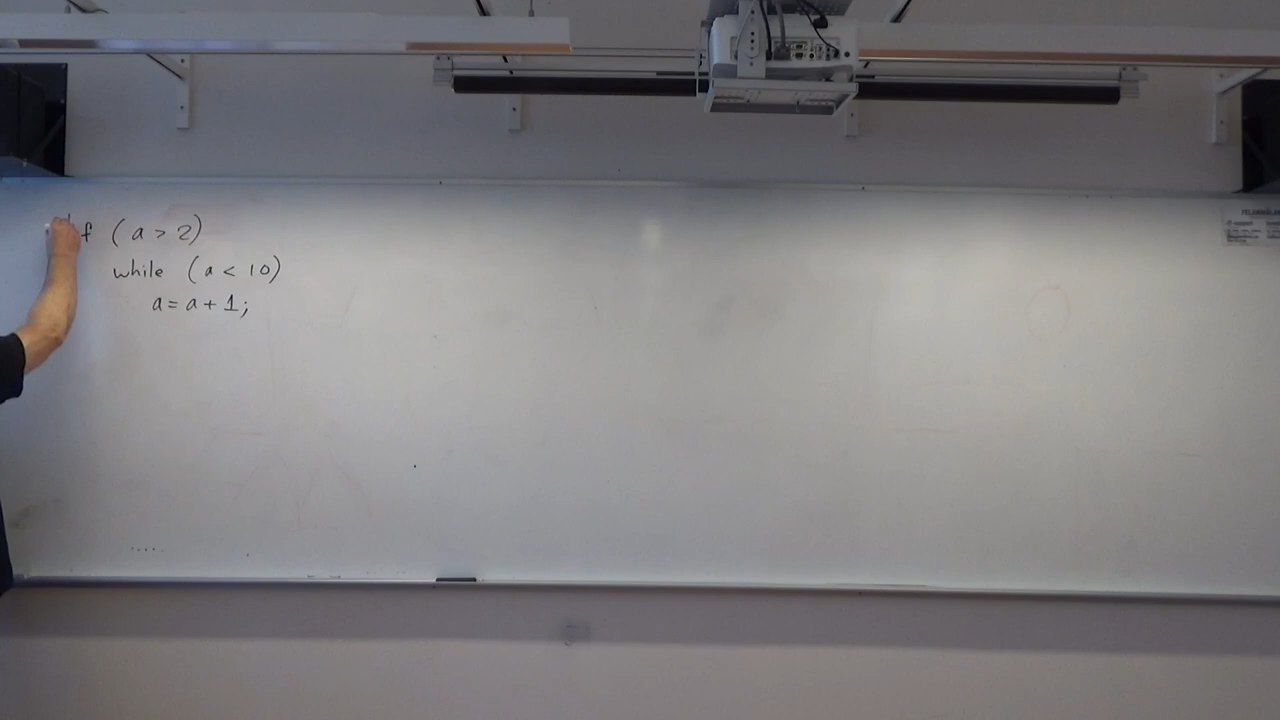 if (a > 2)
while (a < 10)
a = a + 1;
....